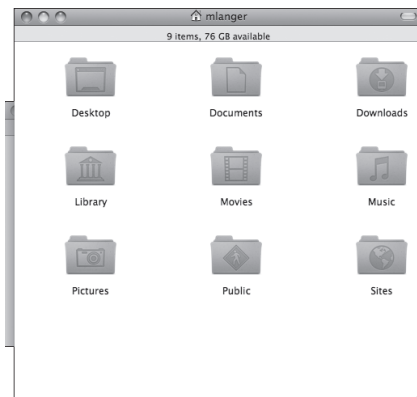 mlanger
9 items, 76 GB available
Desktop Documents Downloads
Library Movies Music
Pictures Public Sites